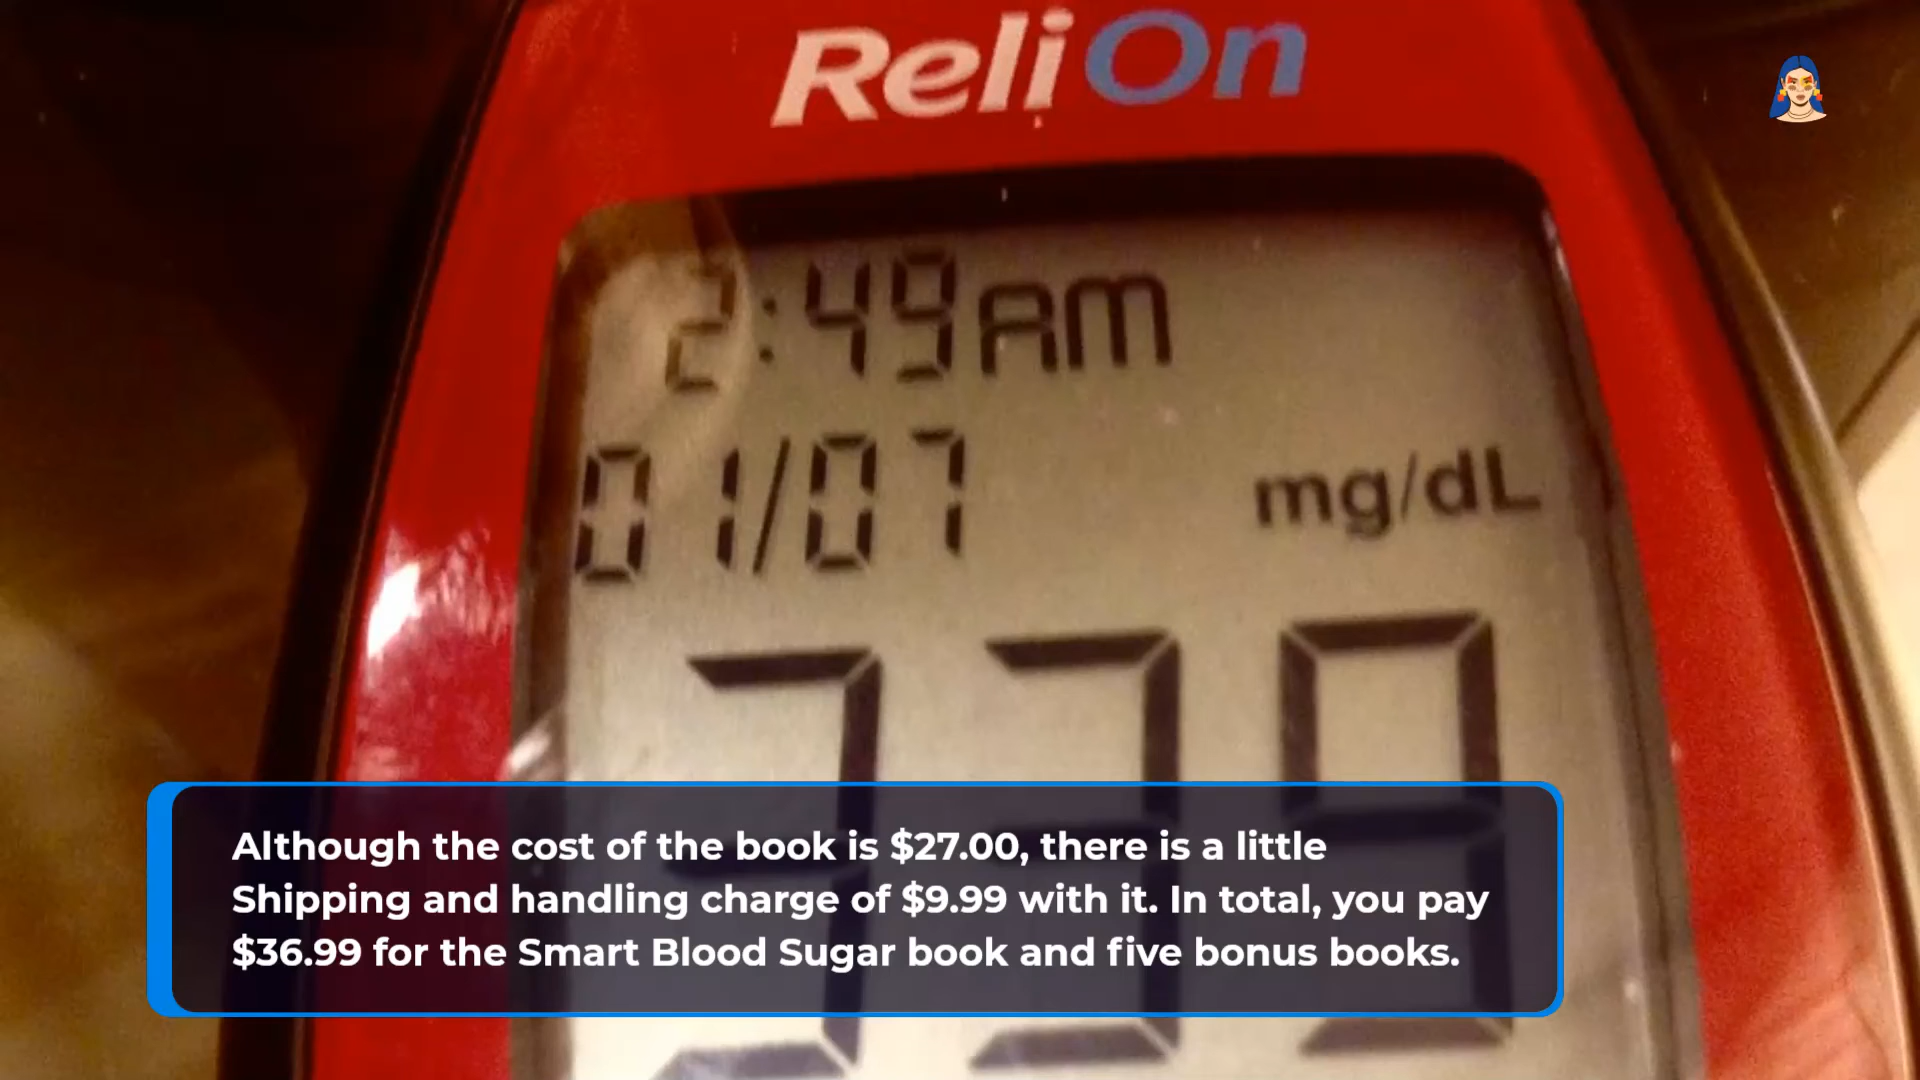 ReliOn
2:49AM
01/07
mg/dL
339
Although the cost of the book is $27.00, there is a little
Shipping and handling charge of $9.99 with it. In total, you pay
$36.99 for the Smart Blood Sugar book and five bonus books.